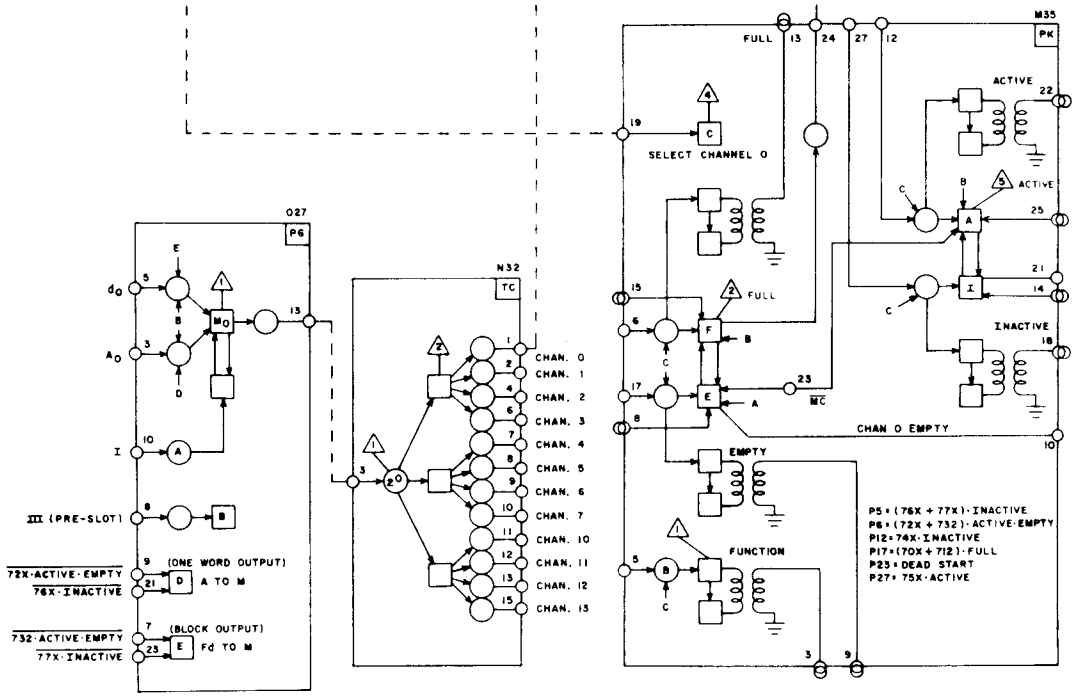 M35
PK
FULL 13 24 27 12
ACTIVE
22
19
4
C
SELECT CHANNEL 0
C
B
5 ACTIVE
A
25
21
I
14
C
INACTIVE
18
15
2 FULL
6
F
B
C
17
E
A
23
MC
8
CHAN 0 EMPTY
10
EMPTY
1
FUNCTION
5
B
C
3 9
P5=(76X+77X)·INACTIVE
P6=(72X+732)·ACTIVE·EMPTY
P12=74X·INACTIVE
P17=(70X+712)·FULL
P23=DEAD START
P27=75X·ACTIVE
O27
P6
E
5
d0
1
B
M0
13
3
A0
D
10
I
A
8
III (PRE-SLOT)
B
9
(ONE WORD OUTPUT)
72X·ACTIVE·EMPTY
21
D
A TO M
76X·INACTIVE
7
(BLOCK OUTPUT)
732·ACTIVE·EMPTY
23
E
Fd TO M
77X·INACTIVE
N32
TC
2
1
3
2⁰
1 CHAN. 0
2 CHAN. 1
4 CHAN. 2
6 CHAN. 3
7 CHAN. 4
8 CHAN. 5
9 CHAN. 6
10 CHAN. 7
11 CHAN. 10
12 CHAN. 11
13 CHAN. 12
15 CHAN. 13